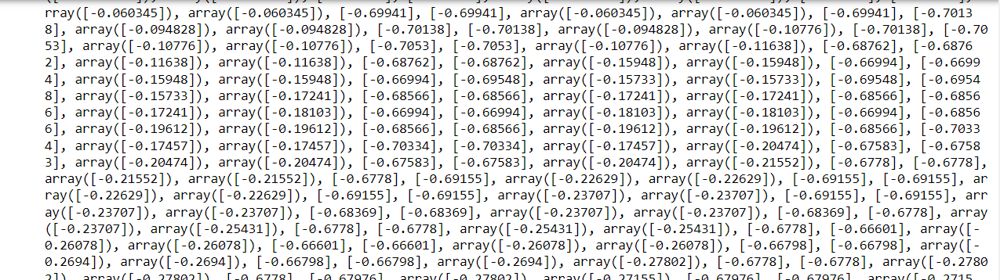 rray([-0.060345]), array([-0.060345]), [-0.69941], [-0.69941], array([-0.060345]), array([-0.060345]), [-0.69941], [-0.7013
8], array([-0.094828]), array([-0.094828]), [-0.70138], [-0.70138], array([-0.094828]), array([-0.10776]), [-0.70138], [-0.70
53], array([-0.10776]), array([-0.10776]), [-0.7053], [-0.7053], array([-0.10776]), array([-0.11638]), [-0.68762], [-0.6876
2], array([-0.11638]), array([-0.11638]), [-0.68762], [-0.68762], array([-0.15948]), array([-0.15948]), [-0.66994], [-0.6699
4], array([-0.15948]), array([-0.15948]), [-0.66994], [-0.69548], array([-0.15733]), array([-0.15733]), [-0.69548], [-0.6954
8], array([-0.15733]), array([-0.17241]), [-0.68566], [-0.68566], array([-0.17241]), array([-0.17241]), [-0.68566], [-0.6856
6], array([-0.17241]), array([-0.18103]), [-0.66994], [-0.66994], array([-0.18103]), array([-0.18103]), [-0.66994], [-0.6856
6], array([-0.19612]), array([-0.19612]), [-0.68566], [-0.68566], array([-0.19612]), array([-0.19612]), [-0.68566], [-0.7033
4], array([-0.17457]), array([-0.17457]), [-0.70334], [-0.70334], array([-0.17457]), array([-0.20474]), [-0.67583], [-0.6758
3], array([-0.20474]), array([-0.20474]), [-0.67583], [-0.67583], array([-0.20474]), array([-0.21552]), [-0.6778], [-0.6778],
array([-0.21552]), array([-0.21552]), [-0.6778], [-0.69155], array([-0.22629]), array([-0.22629]), [-0.69155], [-0.69155], ar
ray([-0.22629]), array([-0.22629]), [-0.69155], [-0.69155], array([-0.23707]), array([-0.23707]), [-0.69155], [-0.69155], arr
ay([-0.23707]), array([-0.23707]), [-0.68369], [-0.68369], array([-0.23707]), array([-0.23707]), [-0.68369], [-0.6778], array
([-0.23707]), array([-0.25431]), [-0.6778], [-0.6778], array([-0.25431]), array([-0.25431]), [-0.6778], [-0.66601], array([-
0.26078]), array([-0.26078]), [-0.66601], [-0.66601], array([-0.26078]), array([-0.26078]), [-0.66798], [-0.66798], array([-
0.2694]), array([-0.2694]), [-0.66798], [-0.66798], array([-0.2694]), array([-0.27802]), [-0.6778], [-0.6778], array([-0.2780
2]), array([-0.27802]), [-0.6778], [-0.67976], array([-0.27802]), array([-0.27155]), [-0.67976], [-0.67976], array([-0.2715